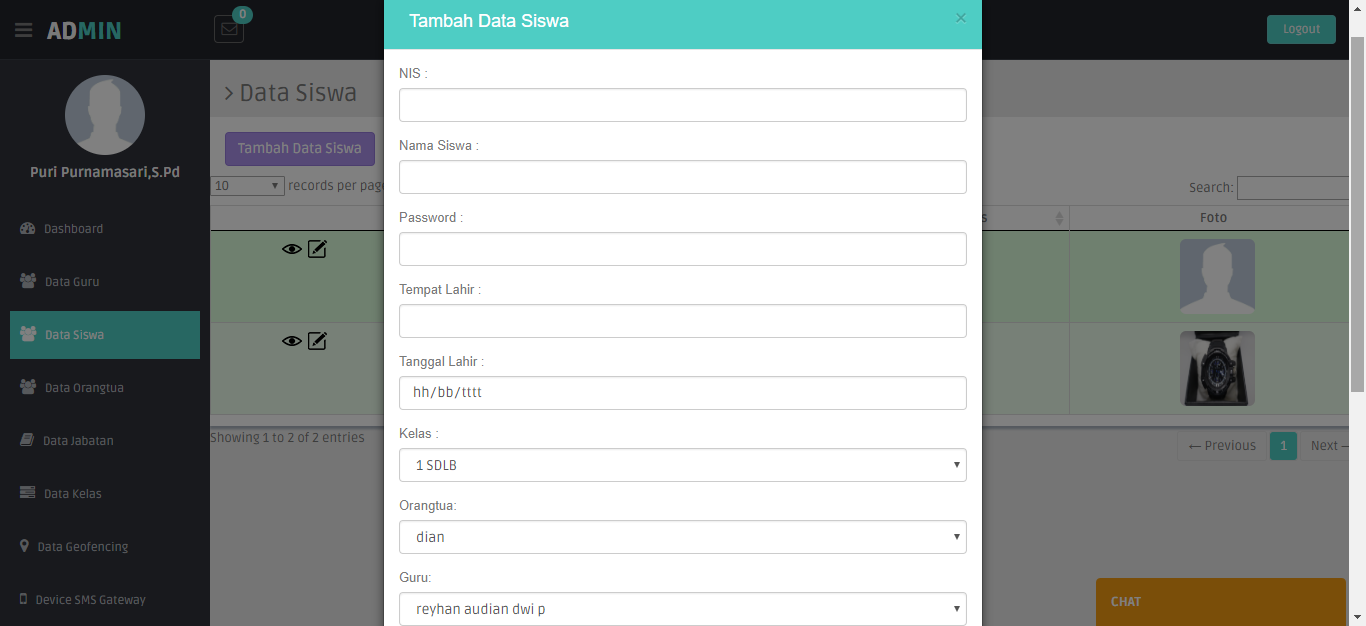 ADMIN
0
Logout
Puri Purnamasari,S.Pd
Dashboard
Data Guru
Data Siswa
Data Orangtua
Data Jabatan
Data Kelas
Data Geofencing
Device SMS Gateway
> Data Siswa
Tambah Data Siswa
10 records per page
Search:
s
Foto
Showing 1 to 2 of 2 entries
← Previous 1 Next
CHAT
Tambah Data Siswa ×
NIS :
Nama Siswa :
Password :
Tempat Lahir :
Tanggal Lahir :
hh/bb/tttt
Kelas :
1 SDLB
Orangtua:
dian
Guru:
reyhan audian dwi p